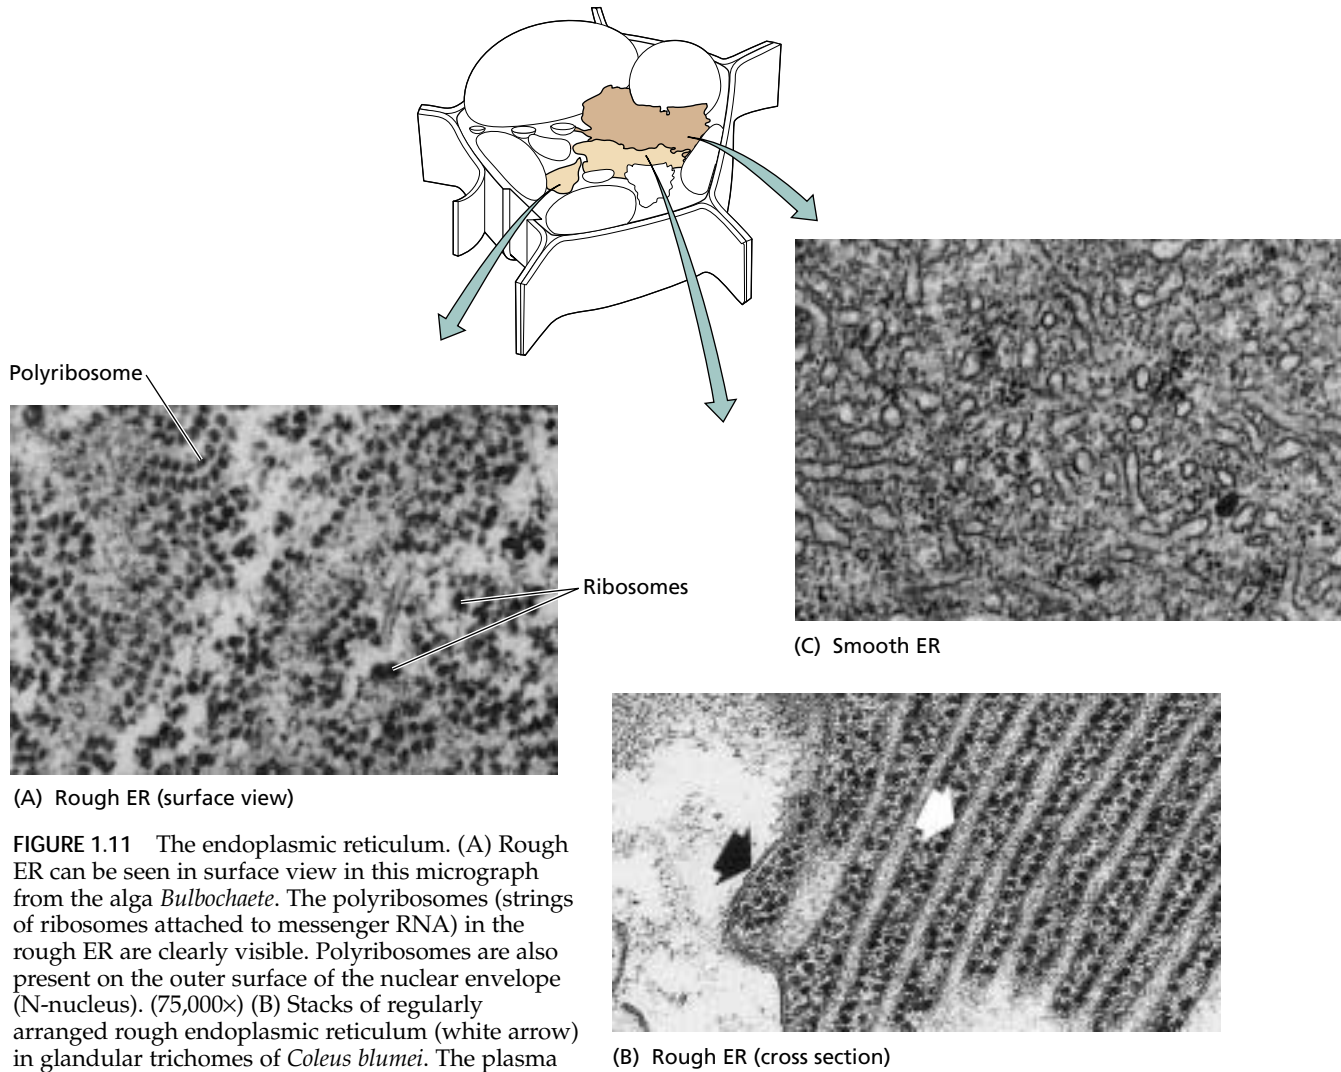 Polyribosome
Ribosomes
(A) Rough ER (surface view)
(C) Smooth ER
(B) Rough ER (cross section)
FIGURE 1.11 The endoplasmic reticulum. (A) Rough
ER can be seen in surface view in this micrograph
from the alga Bulbochaete. The polyribosomes (strings
of ribosomes attached to messenger RNA) in the
rough ER are clearly visible. Polyribosomes are also
present on the outer surface of the nuclear envelope
(N-nucleus). (75,000×) (B) Stacks of regularly
arranged rough endoplasmic reticulum (white arrow)
in glandular trichomes of Coleus blumei. The plasma